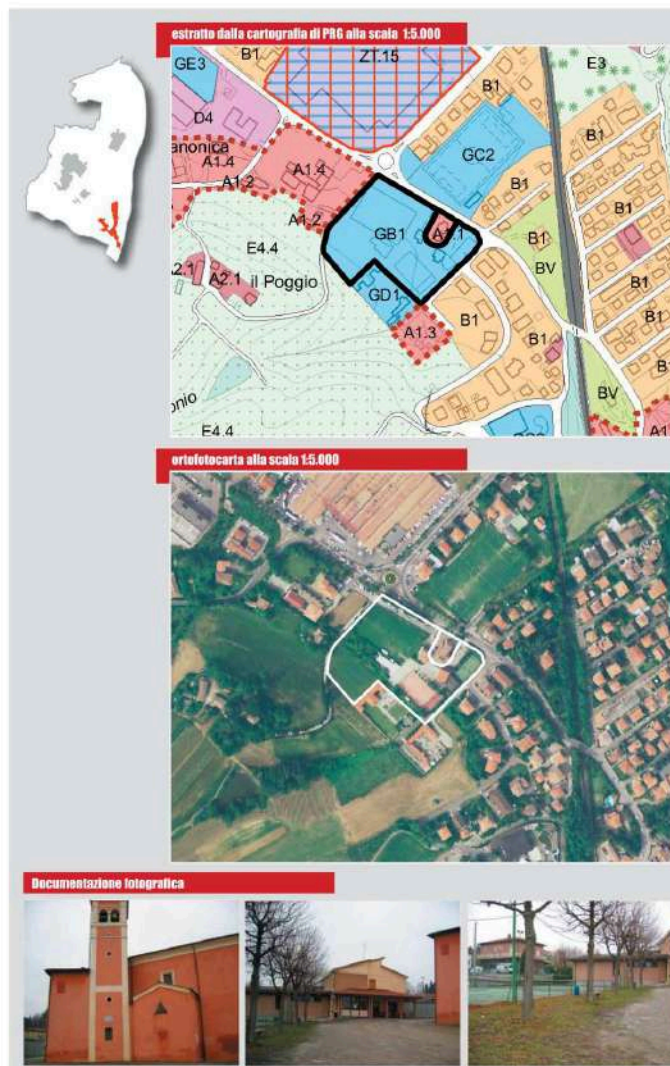 estratto dalla cartografia di PRG alla scala 1:5.000
ZT.15
B1
GE3
E3
D4
B1
B1
GC2
anonica
A1.4
A1.4
B1
A1.2
A1.2
B1
B1
GB1
E4.4
BV
A2.1
A2.1
il Poggio
B1
GD1
B1
A1.3
B1
B1
onio
BV
E4.4
A1
ortofotocarta alla scala 1:5.000
Documentazione fotografica